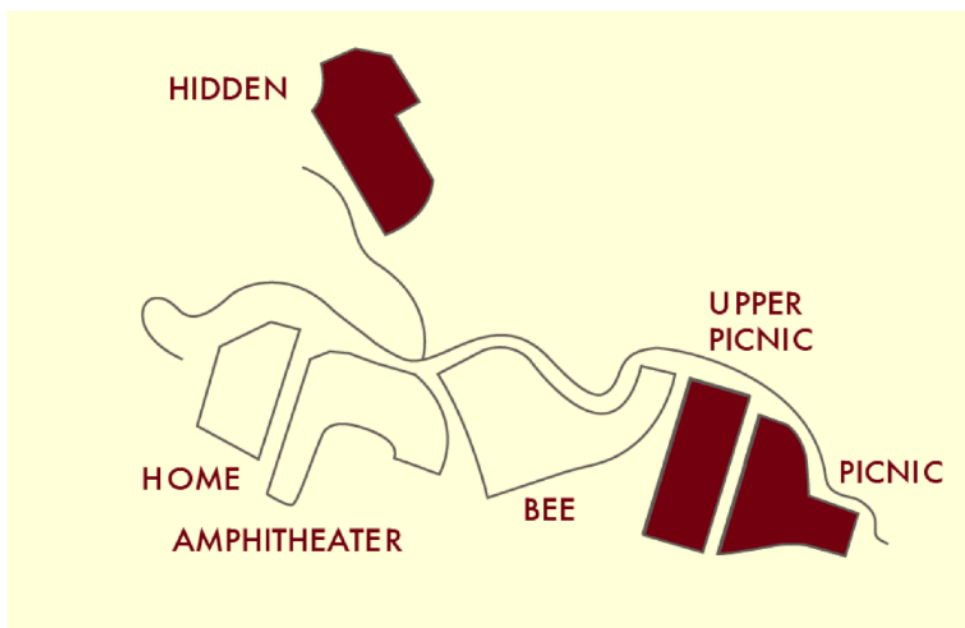 HIDDEN
UPPER
PICNIC
PICNIC
HOME
BEE
AMPHITHEATER